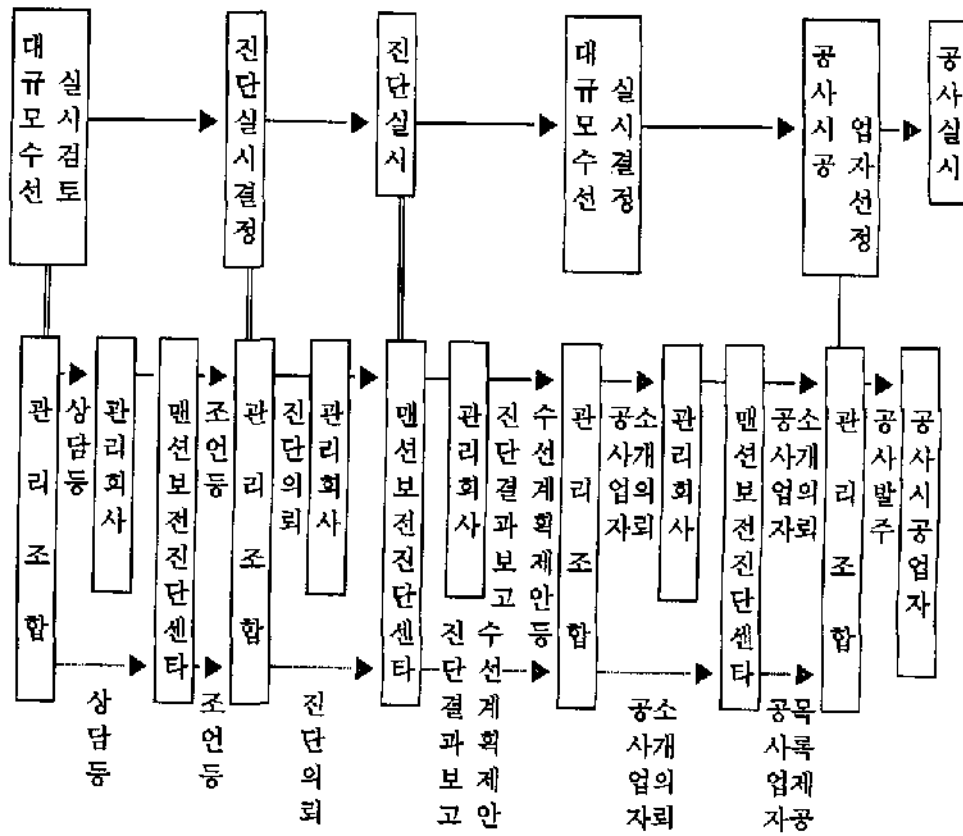 대규모수선
실시검토
진단실시결정
진단실시
대규모수선
실시결정
공사시공
업자선정
공사실시
관리조합
상담등
관리회사
맨션보전진단센타
조언등
관리조합
진단의뢰
관리회사
맨션보전진단센타
관리회사
진단결과보고
수선계획제안등
관리조합
공사업자
소개의뢰
관리회사
맨션보전진단센타
공사업자
소개의뢰
관리조합
공사발주
공사시공업자
상담등
조언등
진단의뢰
진단결과보고
수선계획제안
공사업자
소개의뢰
공사업자
목록제공